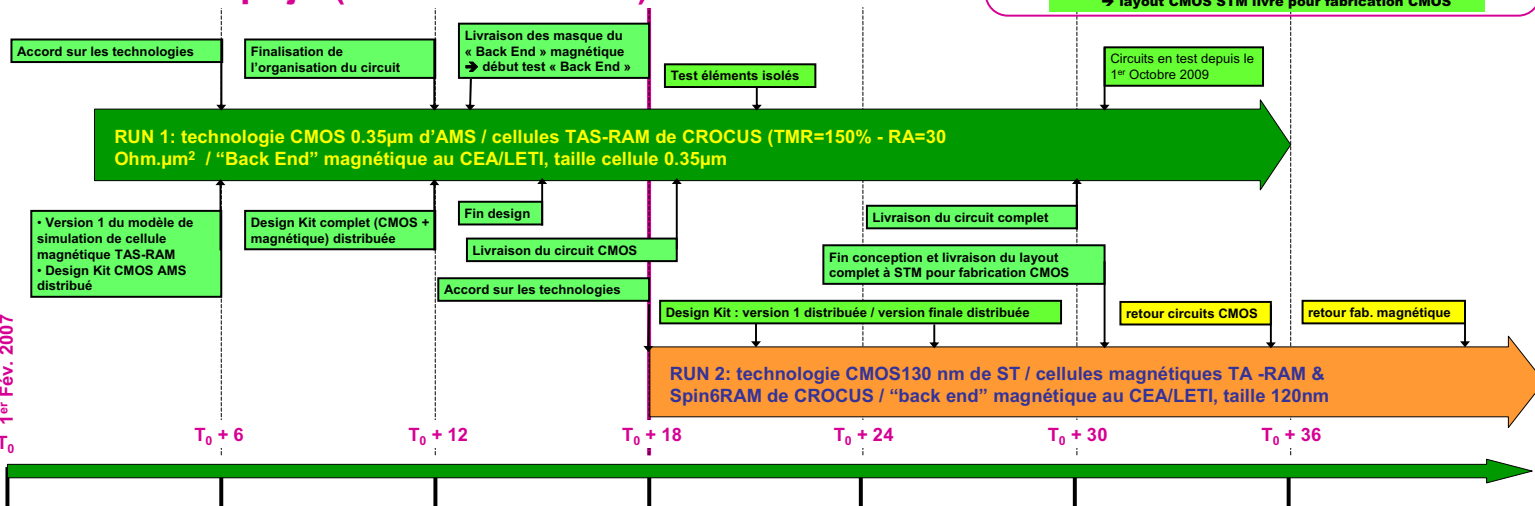 ➔ layout CMOS STM livré pour fabrication CMOS
Accord sur les technologies
Finalisation de
l’organisation du circuit
Livraison des masque du
« Back End » magnétique
➔ début test « Back End »
Test éléments isolés
Circuits en test depuis le
1er Octobre 2009
RUN 1: technologie CMOS 0.35µm d’AMS / cellules TAS-RAM de CROCUS (TMR=150% - RA=30
Ohm.µm² / “Back End” magnétique au CEA/LETI, taille cellule 0.35µm
• Version 1 du modèle de
simulation de cellule
magnétique TAS-RAM
• Design Kit CMOS AMS
distribué
Design Kit complet (CMOS +
magnétique) distribuée
Fin design
Livraison du circuit CMOS
Accord sur les technologies
Livraison du circuit complet
Fin conception et livraison du layout
complet à STM pour fabrication CMOS
Design Kit : version 1 distribuée / version finale distribuée
retour circuits CMOS
retour fab. magnétique
RUN 2: technologie CMOS130 nm de ST / cellules magnétiques TA -RAM &
Spin6RAM de CROCUS / “back end” magnétique au CEA/LETI, taille 120nm
T0 1er Fév. 2007
T0 + 6
T0 + 12
T0 + 18
T0 + 24
T0 + 30
T0 + 36